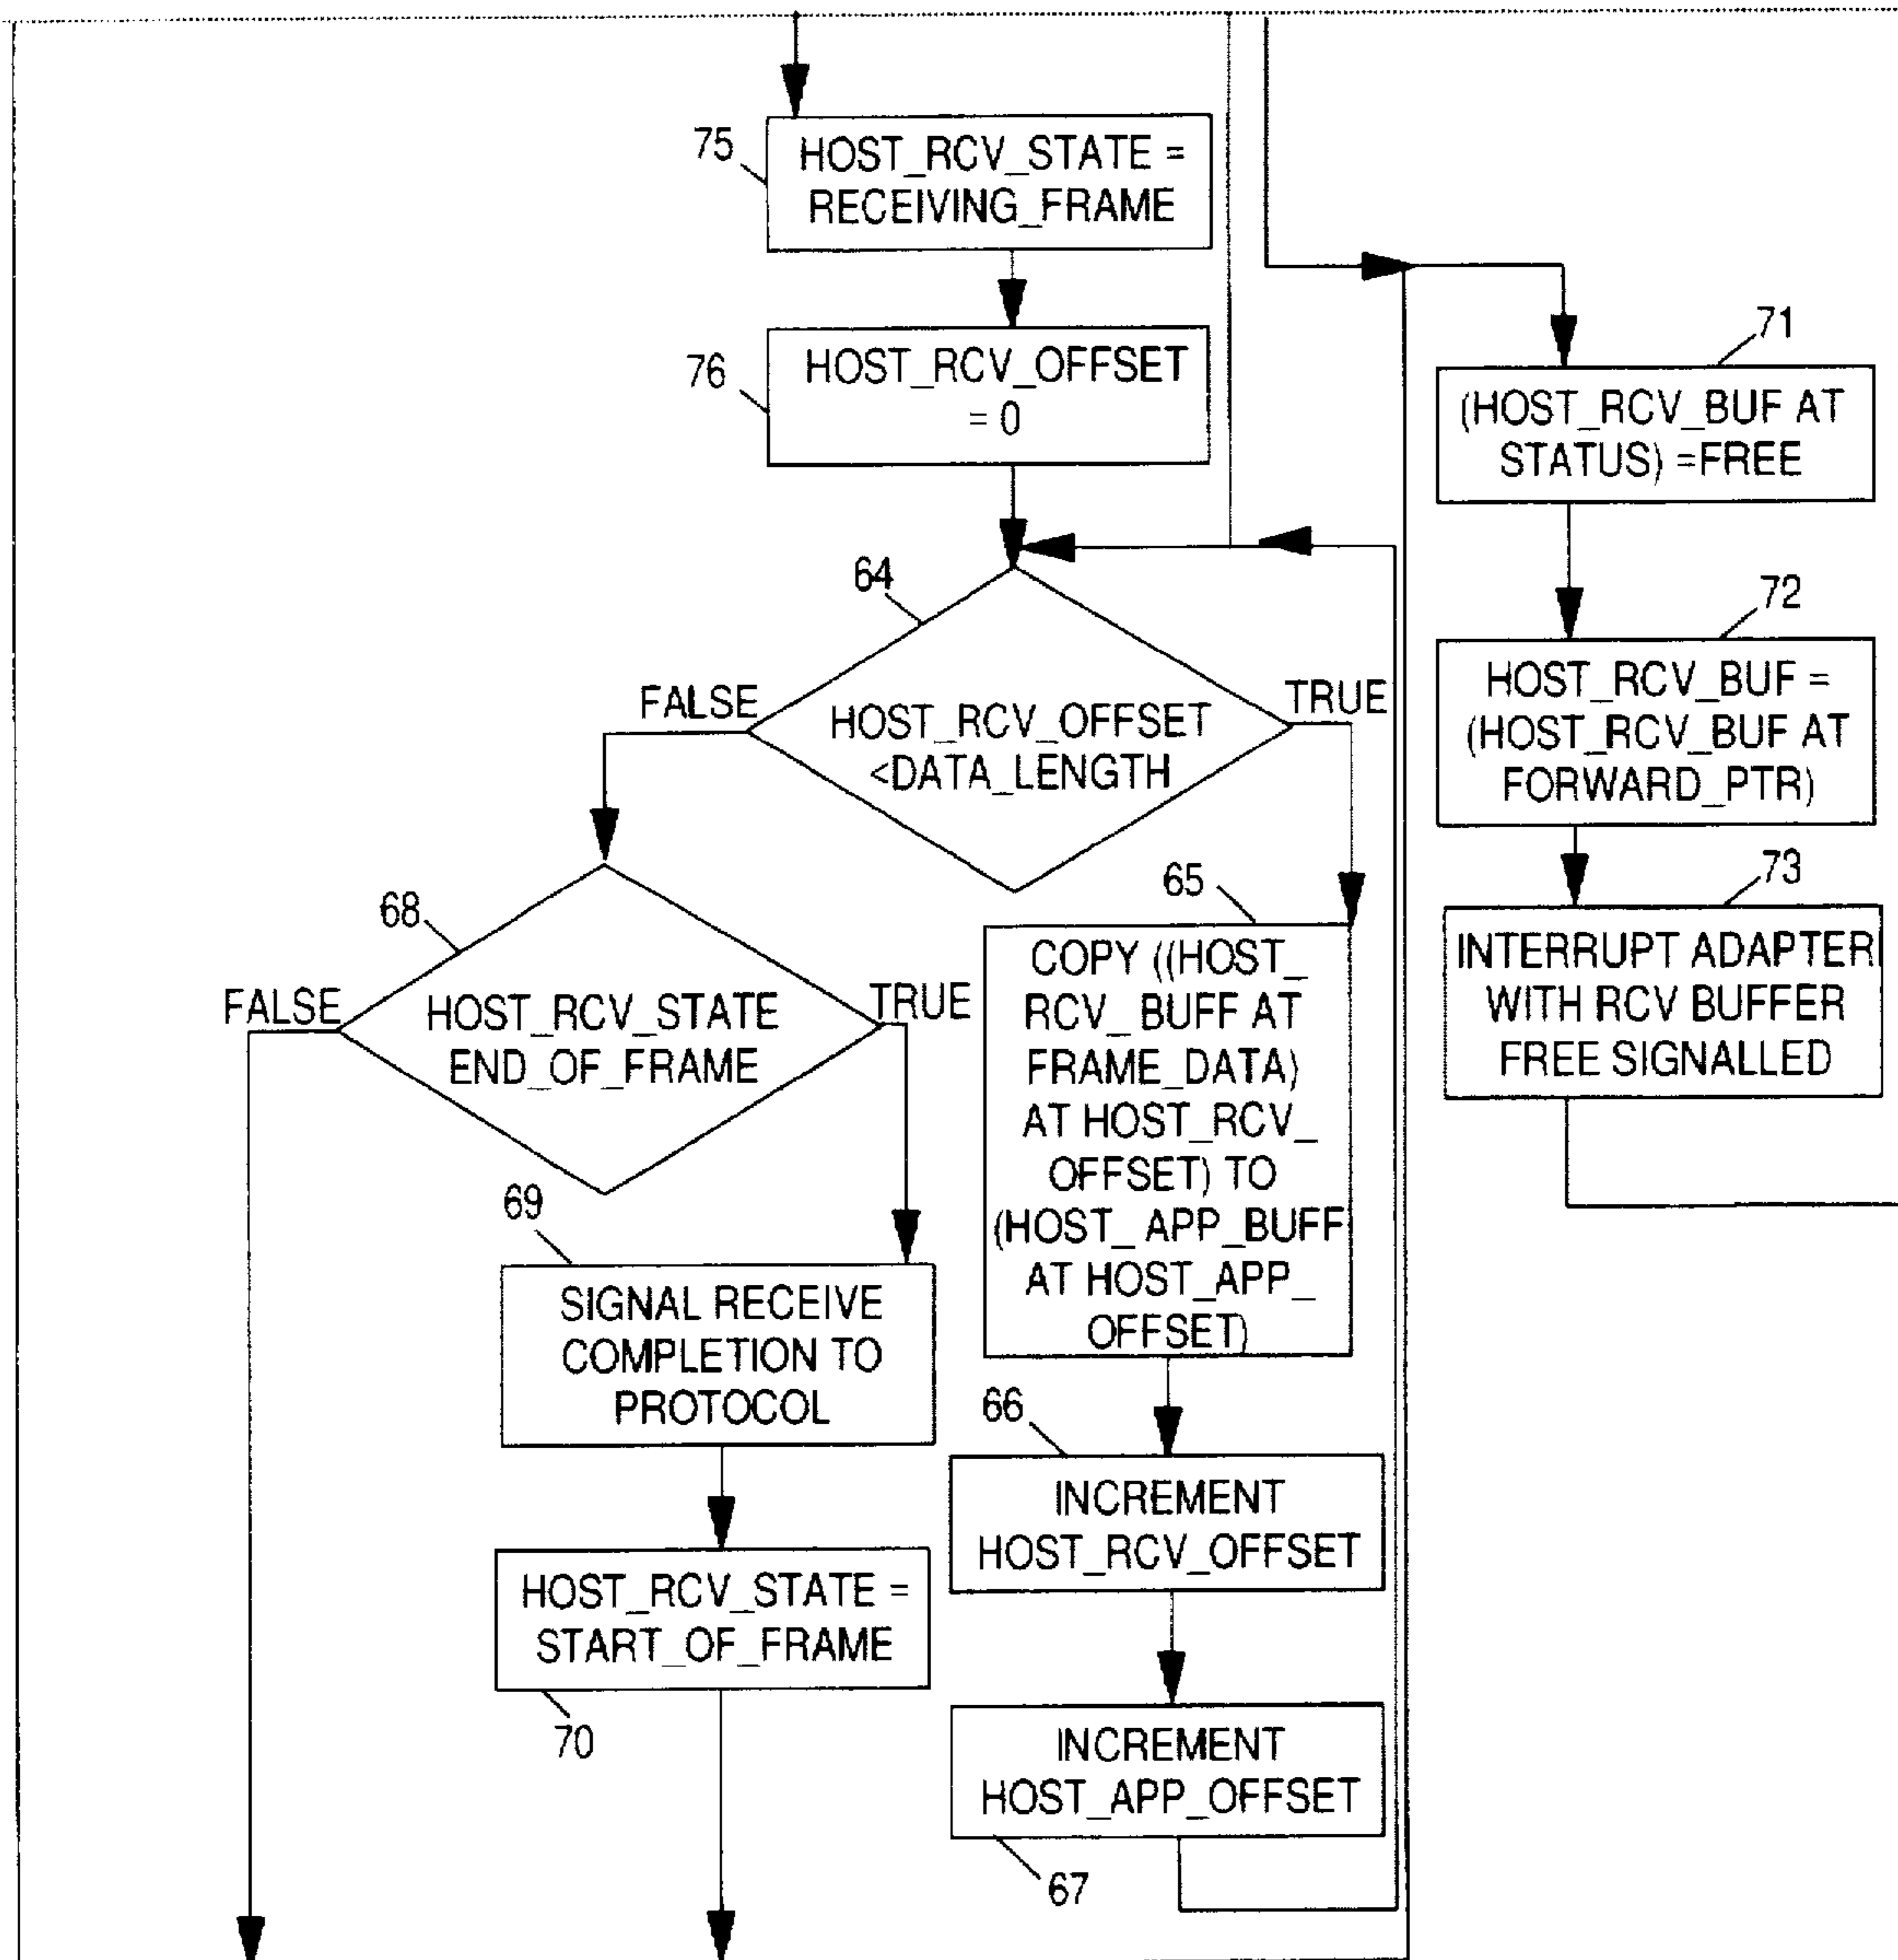 75
HOST_RCV_STATE =
RECEIVING_FRAME
76
HOST_RCV_OFFSET
= 0
71
(HOST_RCV_BUF AT
STATUS) =FREE
72
HOST_RCV_BUF =
(HOST_RCV_BUF AT
FORWARD_PTR)
73
INTERRUPT ADAPTER
WITH RCV BUFFER
FREE SIGNALLED
64
FALSE
TRUE
HOST_RCV_OFFSET
<DATA_LENGTH
68
FALSE
TRUE
HOST_RCV_STATE
END_OF_FRAME
65
COPY ((HOST_
RCV_BUFF AT
FRAME_DATA)
AT HOST_RCV_
OFFSET) TO
(HOST_APP_BUFF
AT HOST_APP_
OFFSET)
69
SIGNAL RECEIVE
COMPLETION TO
PROTOCOL
66
INCREMENT
HOST_RCV_OFFSET
HOST_RCV_STATE =
START_OF_FRAME
70
INCREMENT
HOST_APP_OFFSET
67